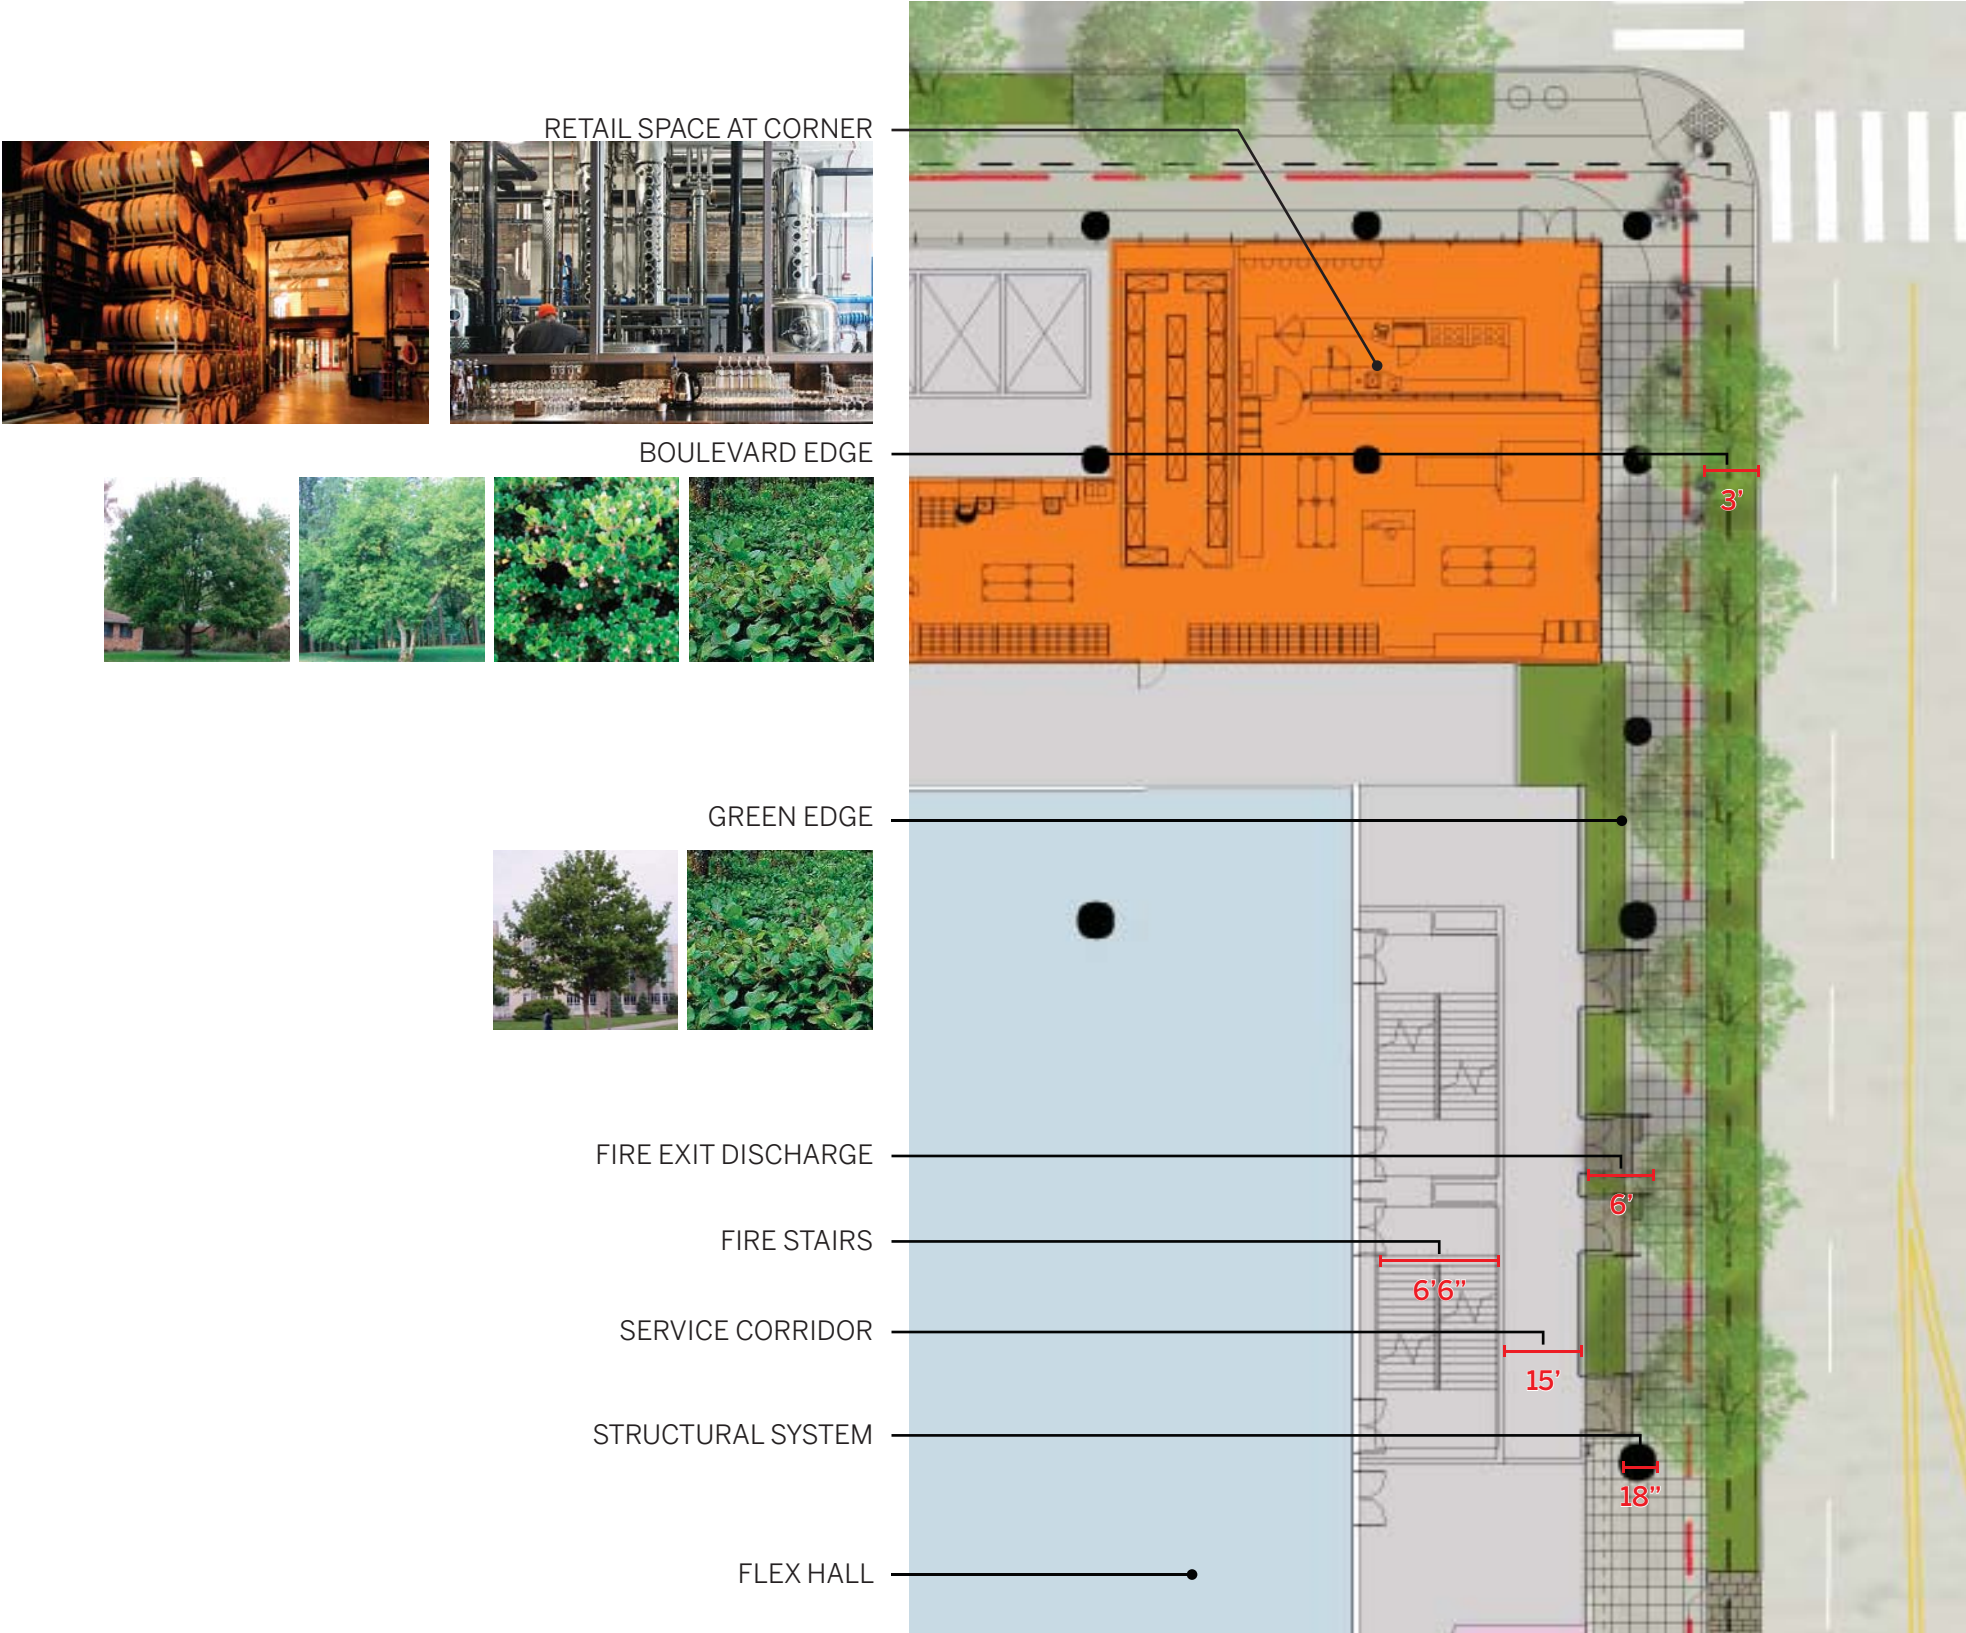 RETAIL SPACE AT CORNER
BOULEVARD EDGE
3’
GREEN EDGE
FIRE EXIT DISCHARGE
6’
FIRE STAIRS
6’6”
SERVICE CORRIDOR
15’
STRUCTURAL SYSTEM
18”
FLEX HALL